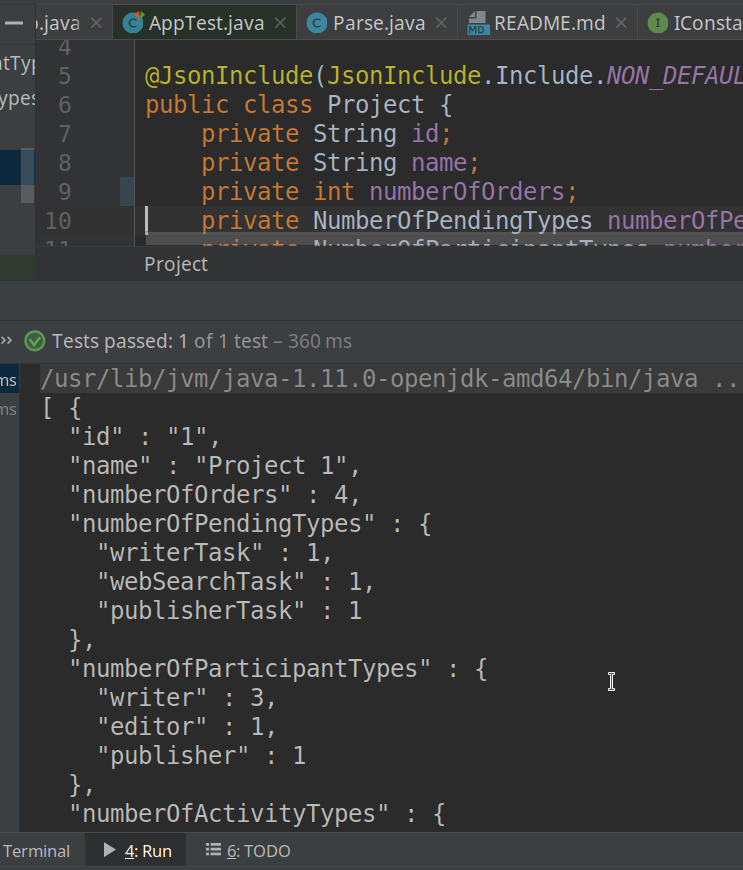 .java AppTest.java Parse.java README.md IConsta
4
5 @JsonInclude(JsonInclude.Include.NON_DEFAUL
6 public class Project {
7 private String id;
8 private String name;
9 private int numberOfOrders;
10 private NumberOfPendingTypes numberOfPe
11 private NumberOfParticipantTypes number
ntTyp
ypes
Project
Tests passed: 1 of 1 test – 360 ms
ms
ms
/usr/lib/jvm/java-1.11.0-openjdk-amd64/bin/java ...
[ {
"id" : "1",
"name" : "Project 1",
"numberOfOrders" : 4,
"numberOfPendingTypes" : {
"writerTask" : 1,
"webSearchTask" : 1,
"publisherTask" : 1
},
"numberOfParticipantTypes" : {
"writer" : 3,
"editor" : 1,
"publisher" : 1
},
"numberOfActivityTypes" : {
Terminal 4: Run 6: TODO